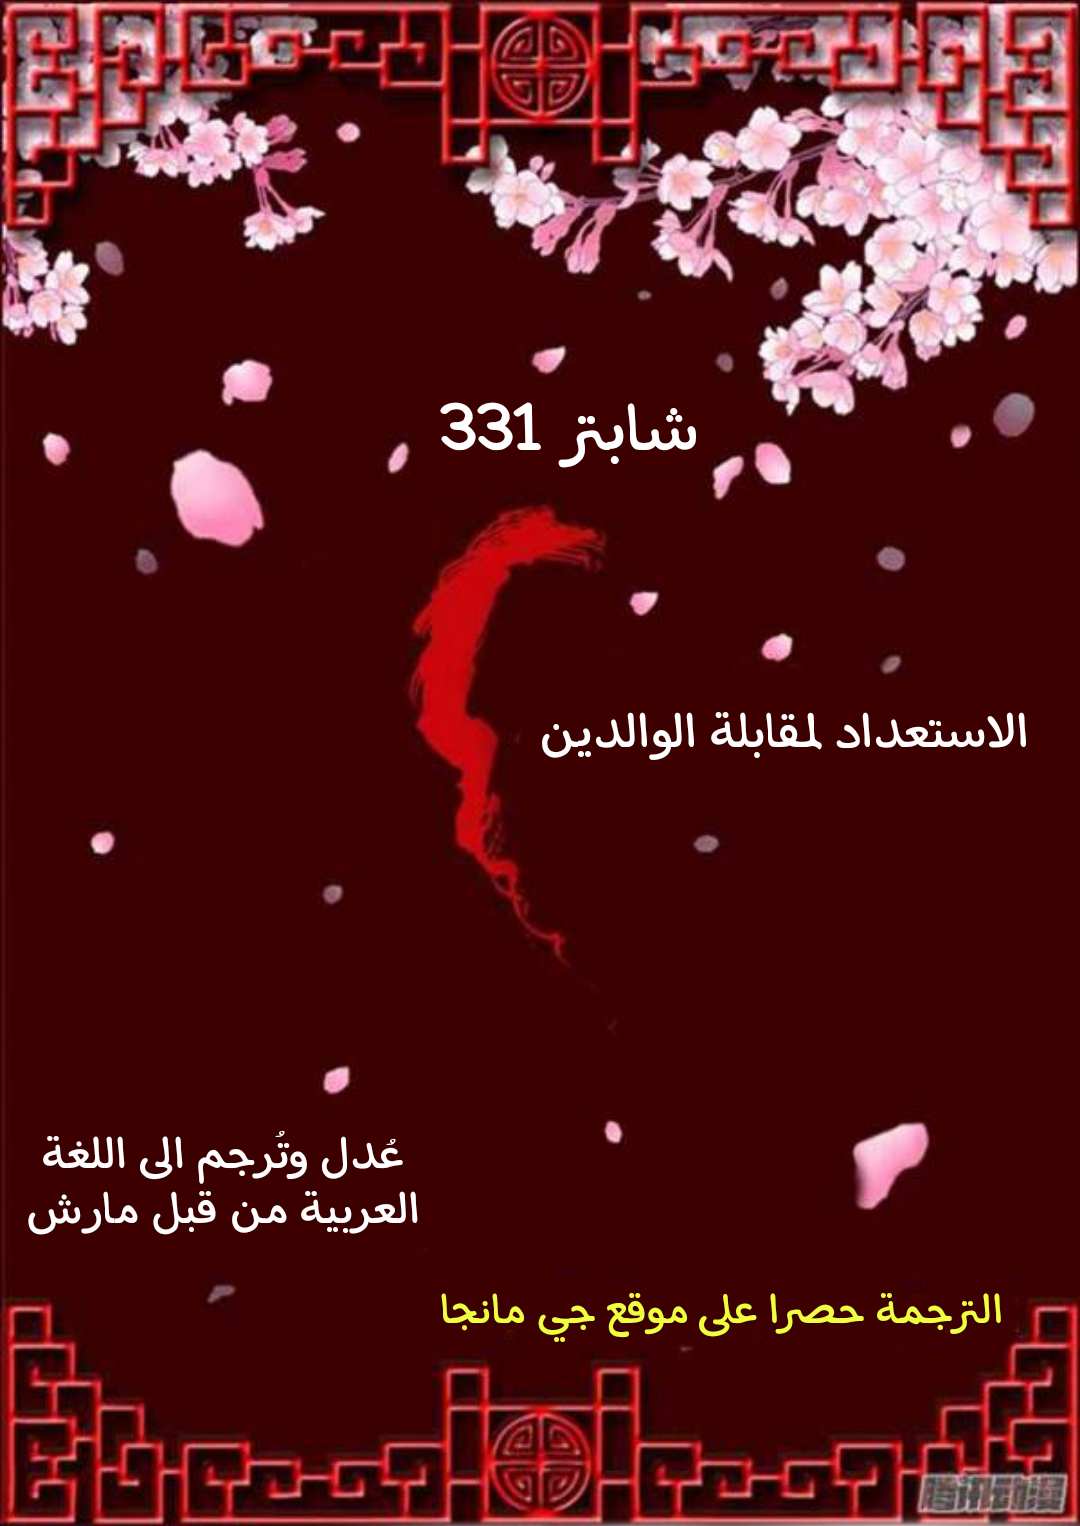 شابتر 331
الاستعداد لمقابلة الوالدين
عُدل وتُرجم الى اللغة
العربية من قبل مارش
الترجمة حصرا على موقع جي مانجا
腾讯动漫